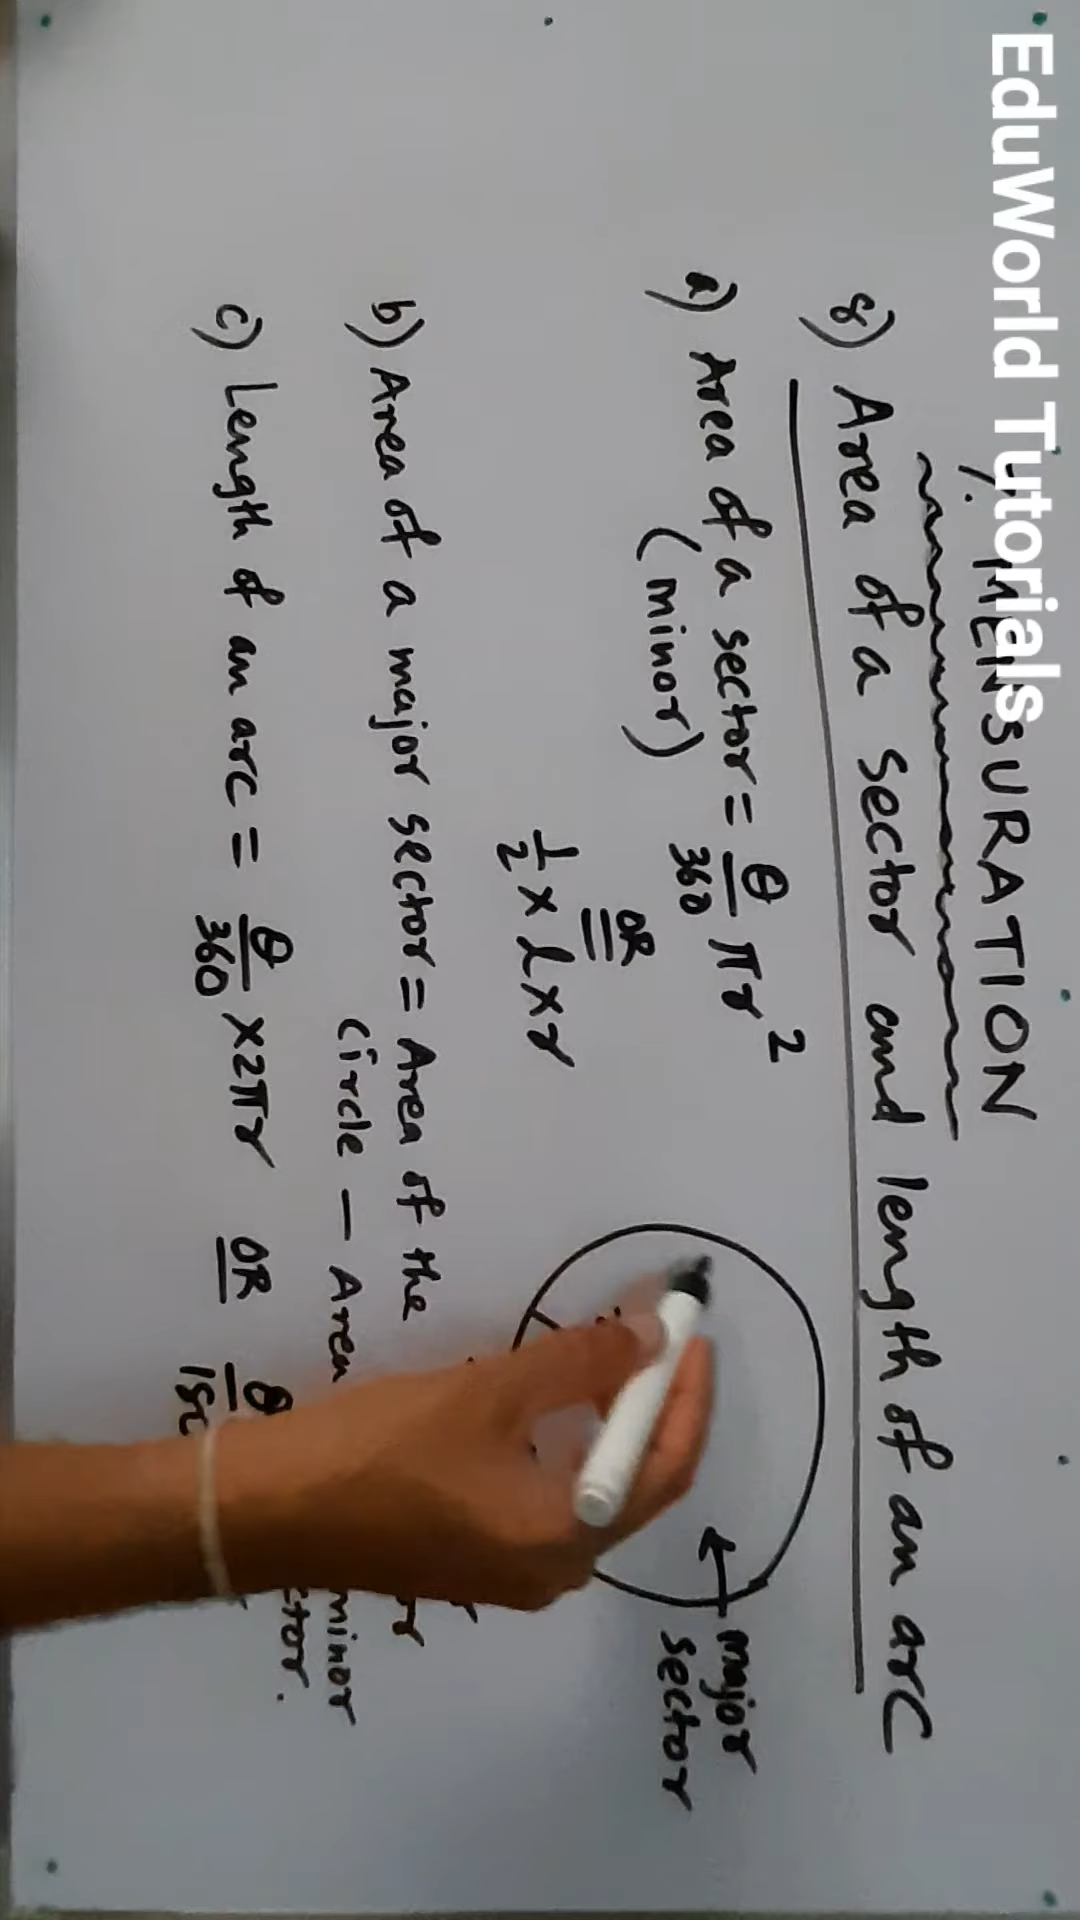 EduWorld Tutorials
7. MENSURATION
8) Area of a sector and length of an arc
a) Area of a sector = θ/360 πr²
(minor)
OR
1/2 × l × r
major
sector
b) Area of a major sector = Area of the
circle – Area
minor
c) Length of an arc = θ/360 × 2πr OR